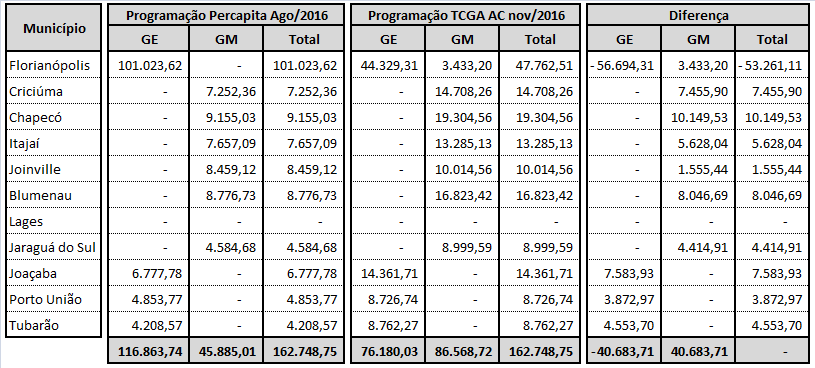 Município Programação Percapita Ago/2016 Programação TCGA AC nov/2016 Diferença
GE GM Total GE GM Total GE GM Total
Florianópolis 101.023,62 - 101.023,62 44.329,31 3.433,20 47.762,51 -56.694,31 3.433,20 -53.261,11
Criciúma - 7.252,36 7.252,36 - 14.708,26 14.708,26 - 7.455,90 7.455,90
Chapecó - 9.155,03 9.155,03 - 19.304,56 19.304,56 - 10.149,53 10.149,53
Itajaí - 7.657,09 7.657,09 - 13.285,13 13.285,13 - 5.628,04 5.628,04
Joinville - 8.459,12 8.459,12 - 10.014,56 10.014,56 - 1.555,44 1.555,44
Blumenau - 8.776,73 8.776,73 - 16.823,42 16.823,42 - 8.046,69 8.046,69
Lages - - - - - - - - -
Jaraguá do Sul - 4.584,68 4.584,68 - 8.999,59 8.999,59 - 4.414,91 4.414,91
Joaçaba 6.777,78 - 6.777,78 14.361,71 - 14.361,71 7.583,93 - 7.583,93
Porto União 4.853,77 - 4.853,77 8.726,74 - 8.726,74 3.872,97 - 3.872,97
Tubarão 4.208,57 - 4.208,57 8.762,27 - 8.762,27 4.553,70 - 4.553,70
116.863,74 45.885,01 162.748,75 76.180,03 86.568,72 162.748,75 -40.683,71 40.683,71 -